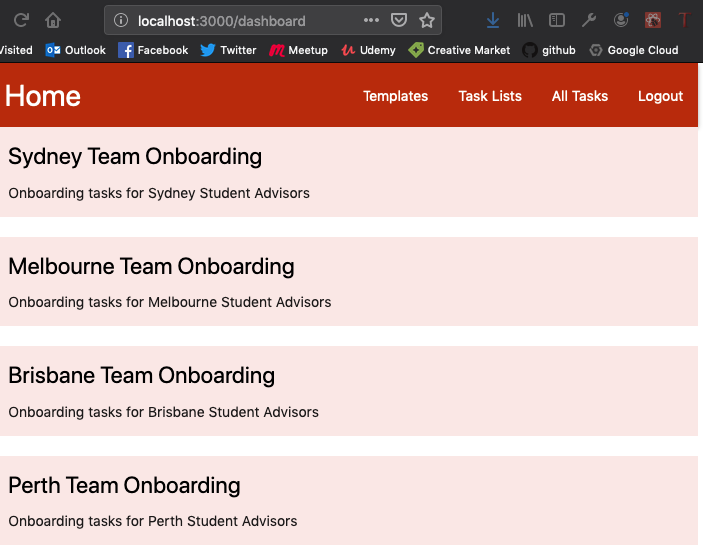 localhost:3000/dashboard
Visited Outlook Facebook Twitter Meetup Udemy Creative Market github Google Cloud
Home Templates Task Lists All Tasks Logout
Sydney Team Onboarding
Onboarding tasks for Sydney Student Advisors
Melbourne Team Onboarding
Onboarding tasks for Melbourne Student Advisors
Brisbane Team Onboarding
Onboarding tasks for Brisbane Student Advisors
Perth Team Onboarding
Onboarding tasks for Perth Student Advisors